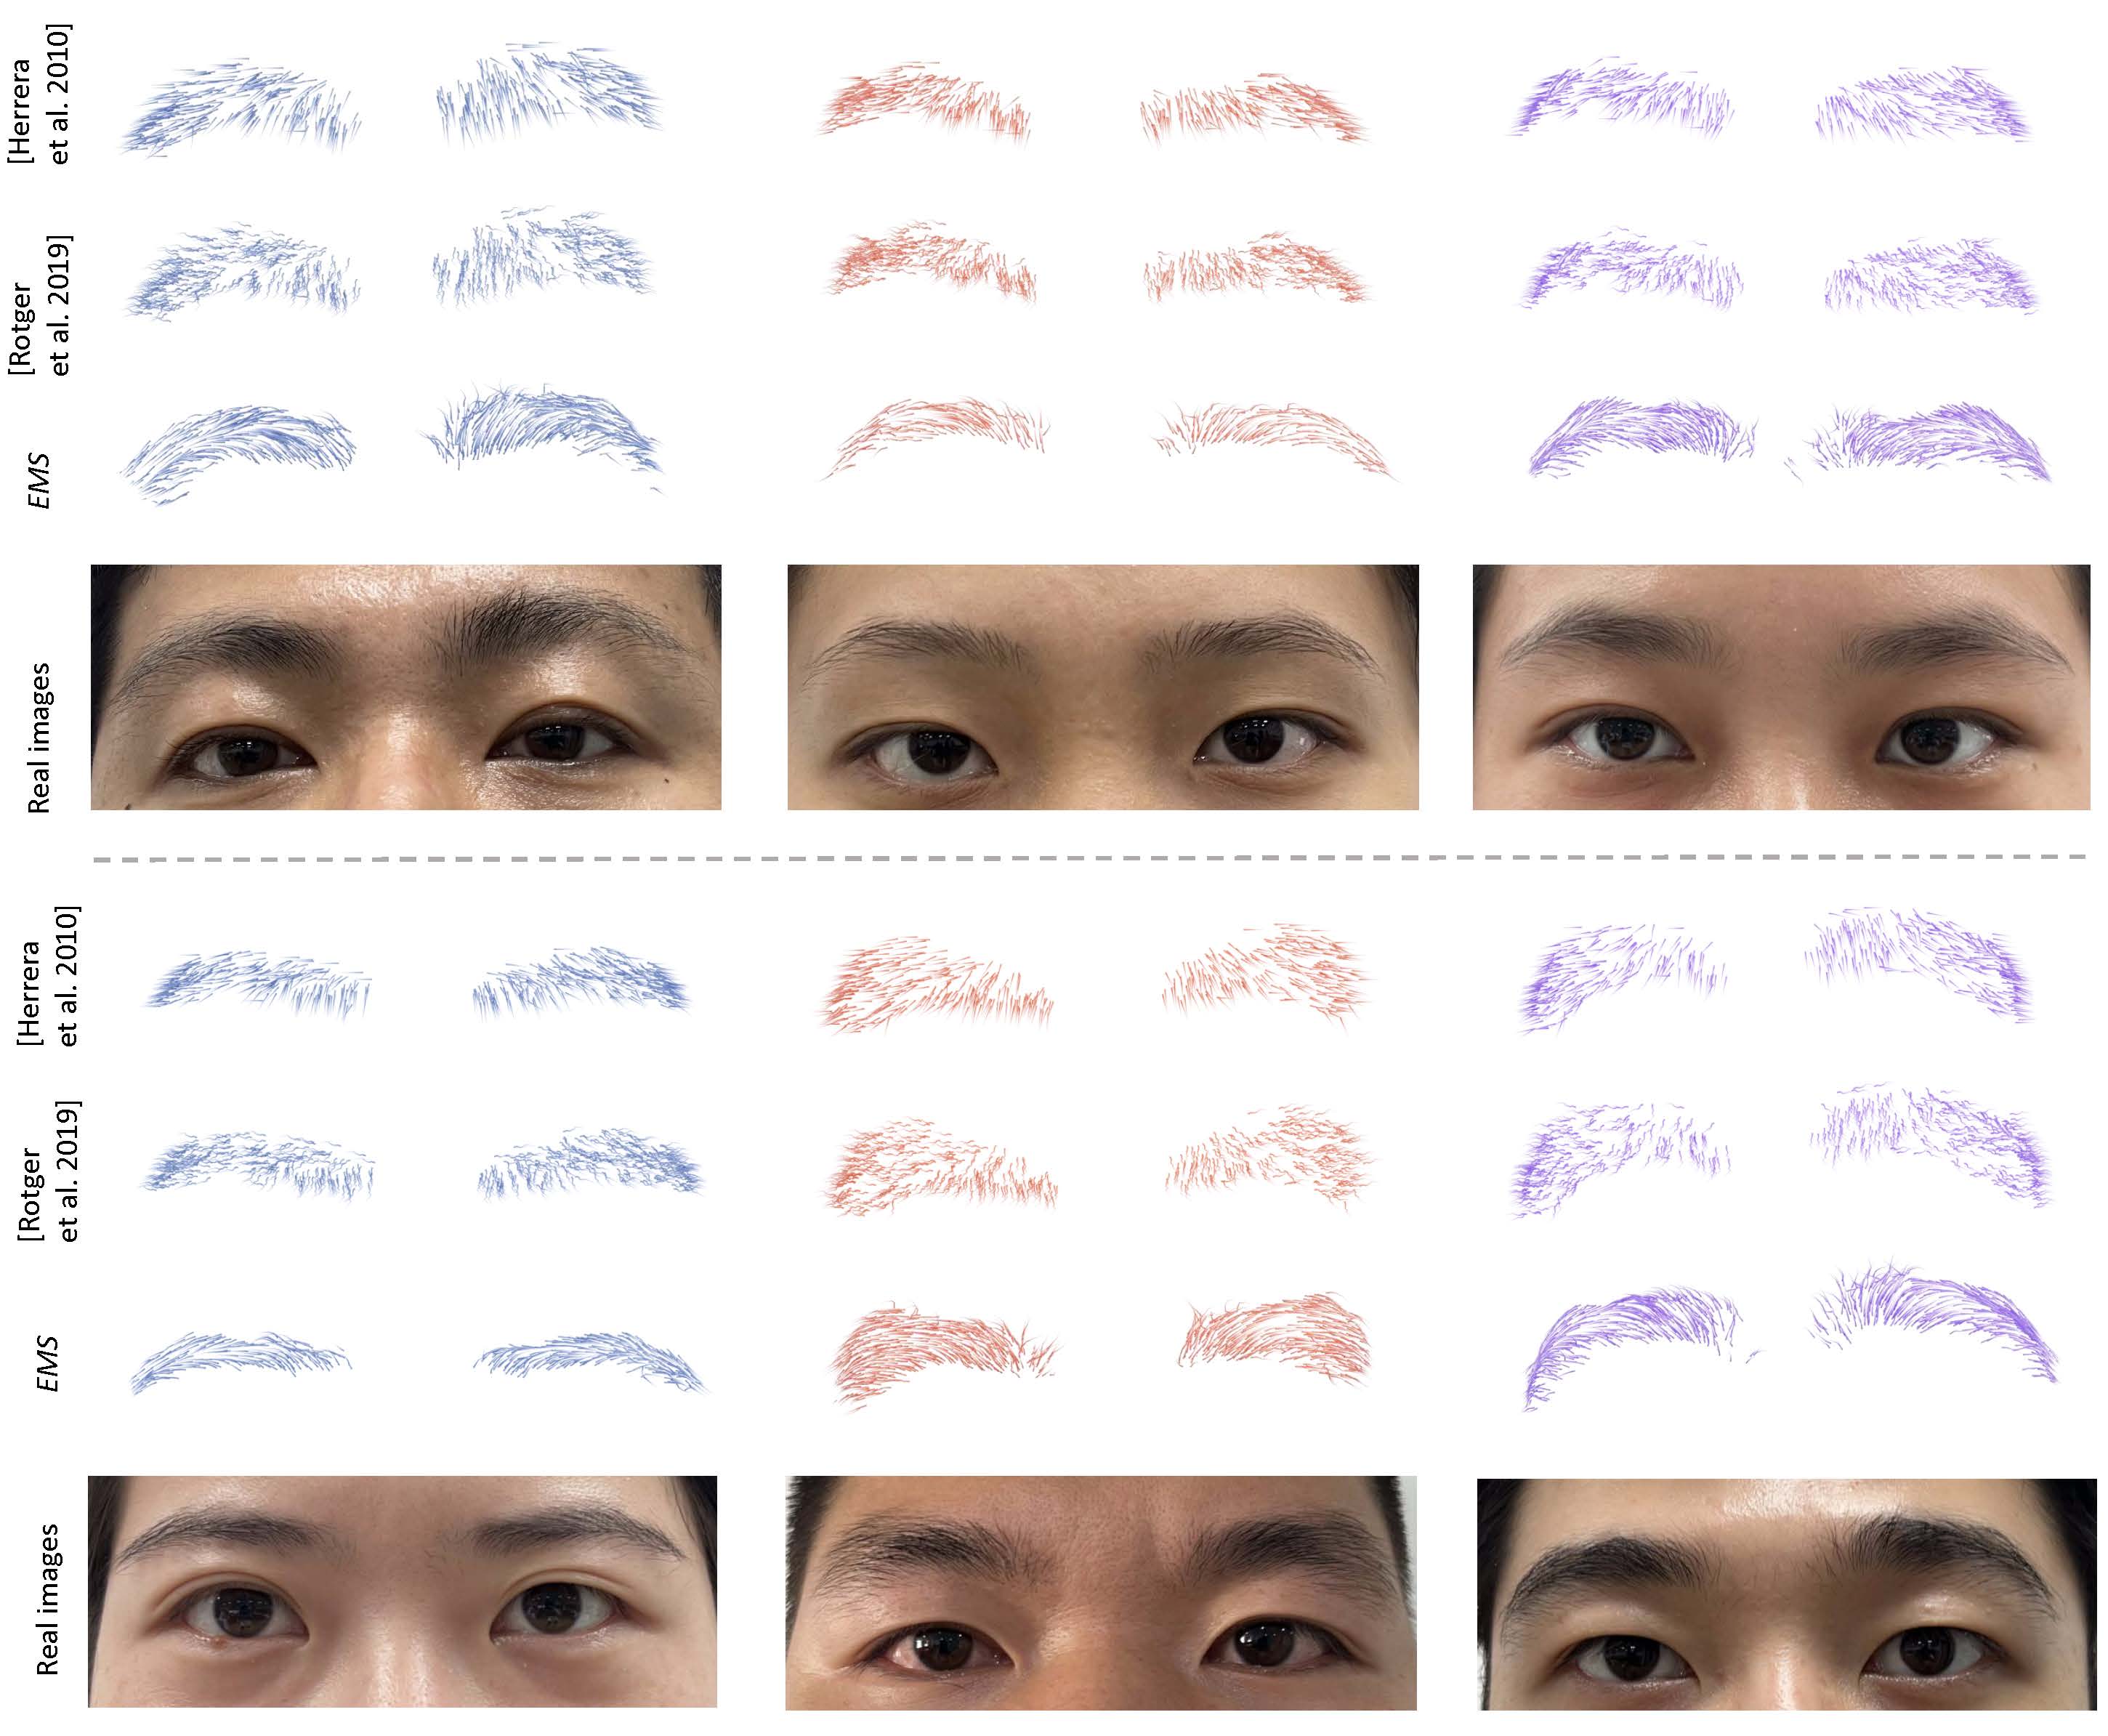 [Herrera
et al. 2010]
[Rotger
et al. 2019]
EMS
Real images
[Herrera
et al. 2010]
[Rotger
et al. 2019]
EMS
Real images